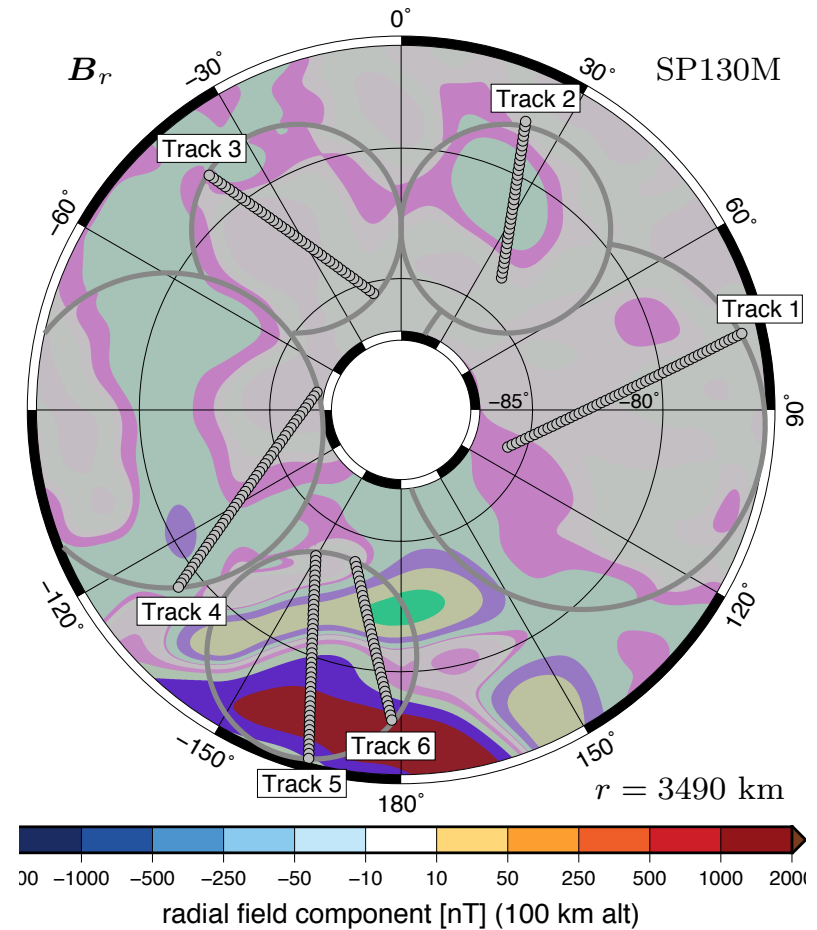 0°
B_r
−30°
30°
SP130M
Track 2
Track 3
−60°
60°
Track 1
−85°
−80°
90°
Track 4
−120°
120°
−150°
Track 6
150°
Track 5
r = 3490 km
180°
00 −1000 −500 −250 −50 −10 10 50 250 500 1000 200
radial field component [nT] (100 km alt)